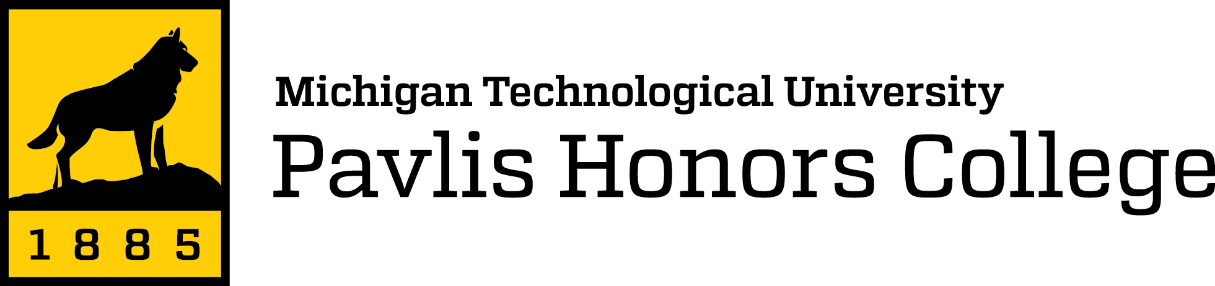 Michigan Technological University
Pavlis Honors College
1885